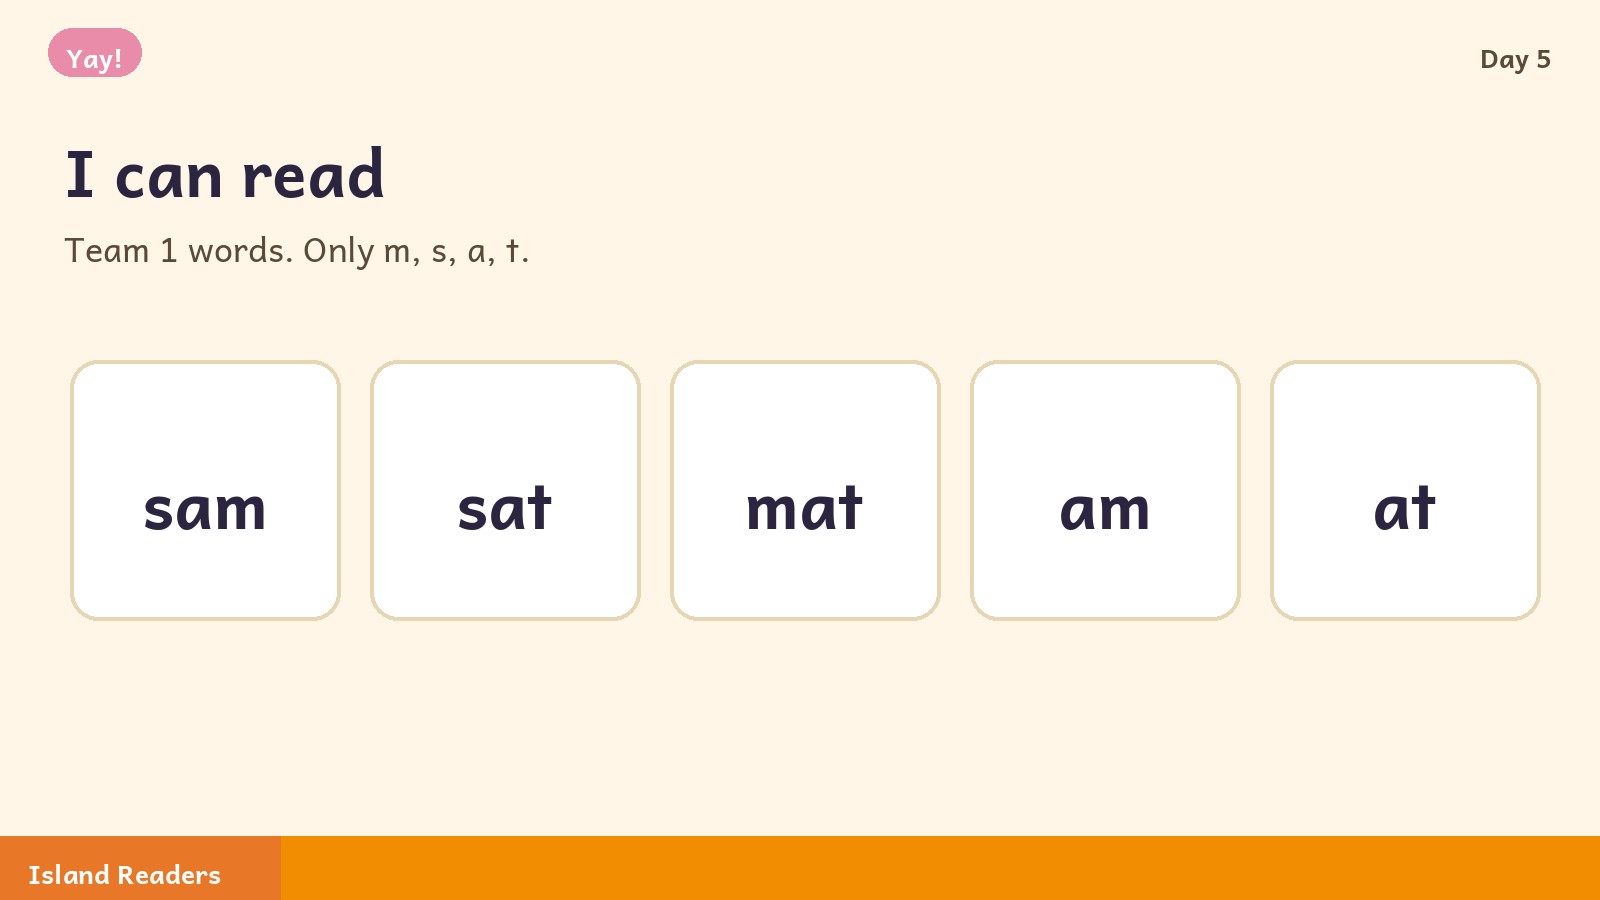 Yay!
Day 5
I can read
Team 1 words. Only m, s, a, t.
sam
sat
mat
am
at
Island Readers